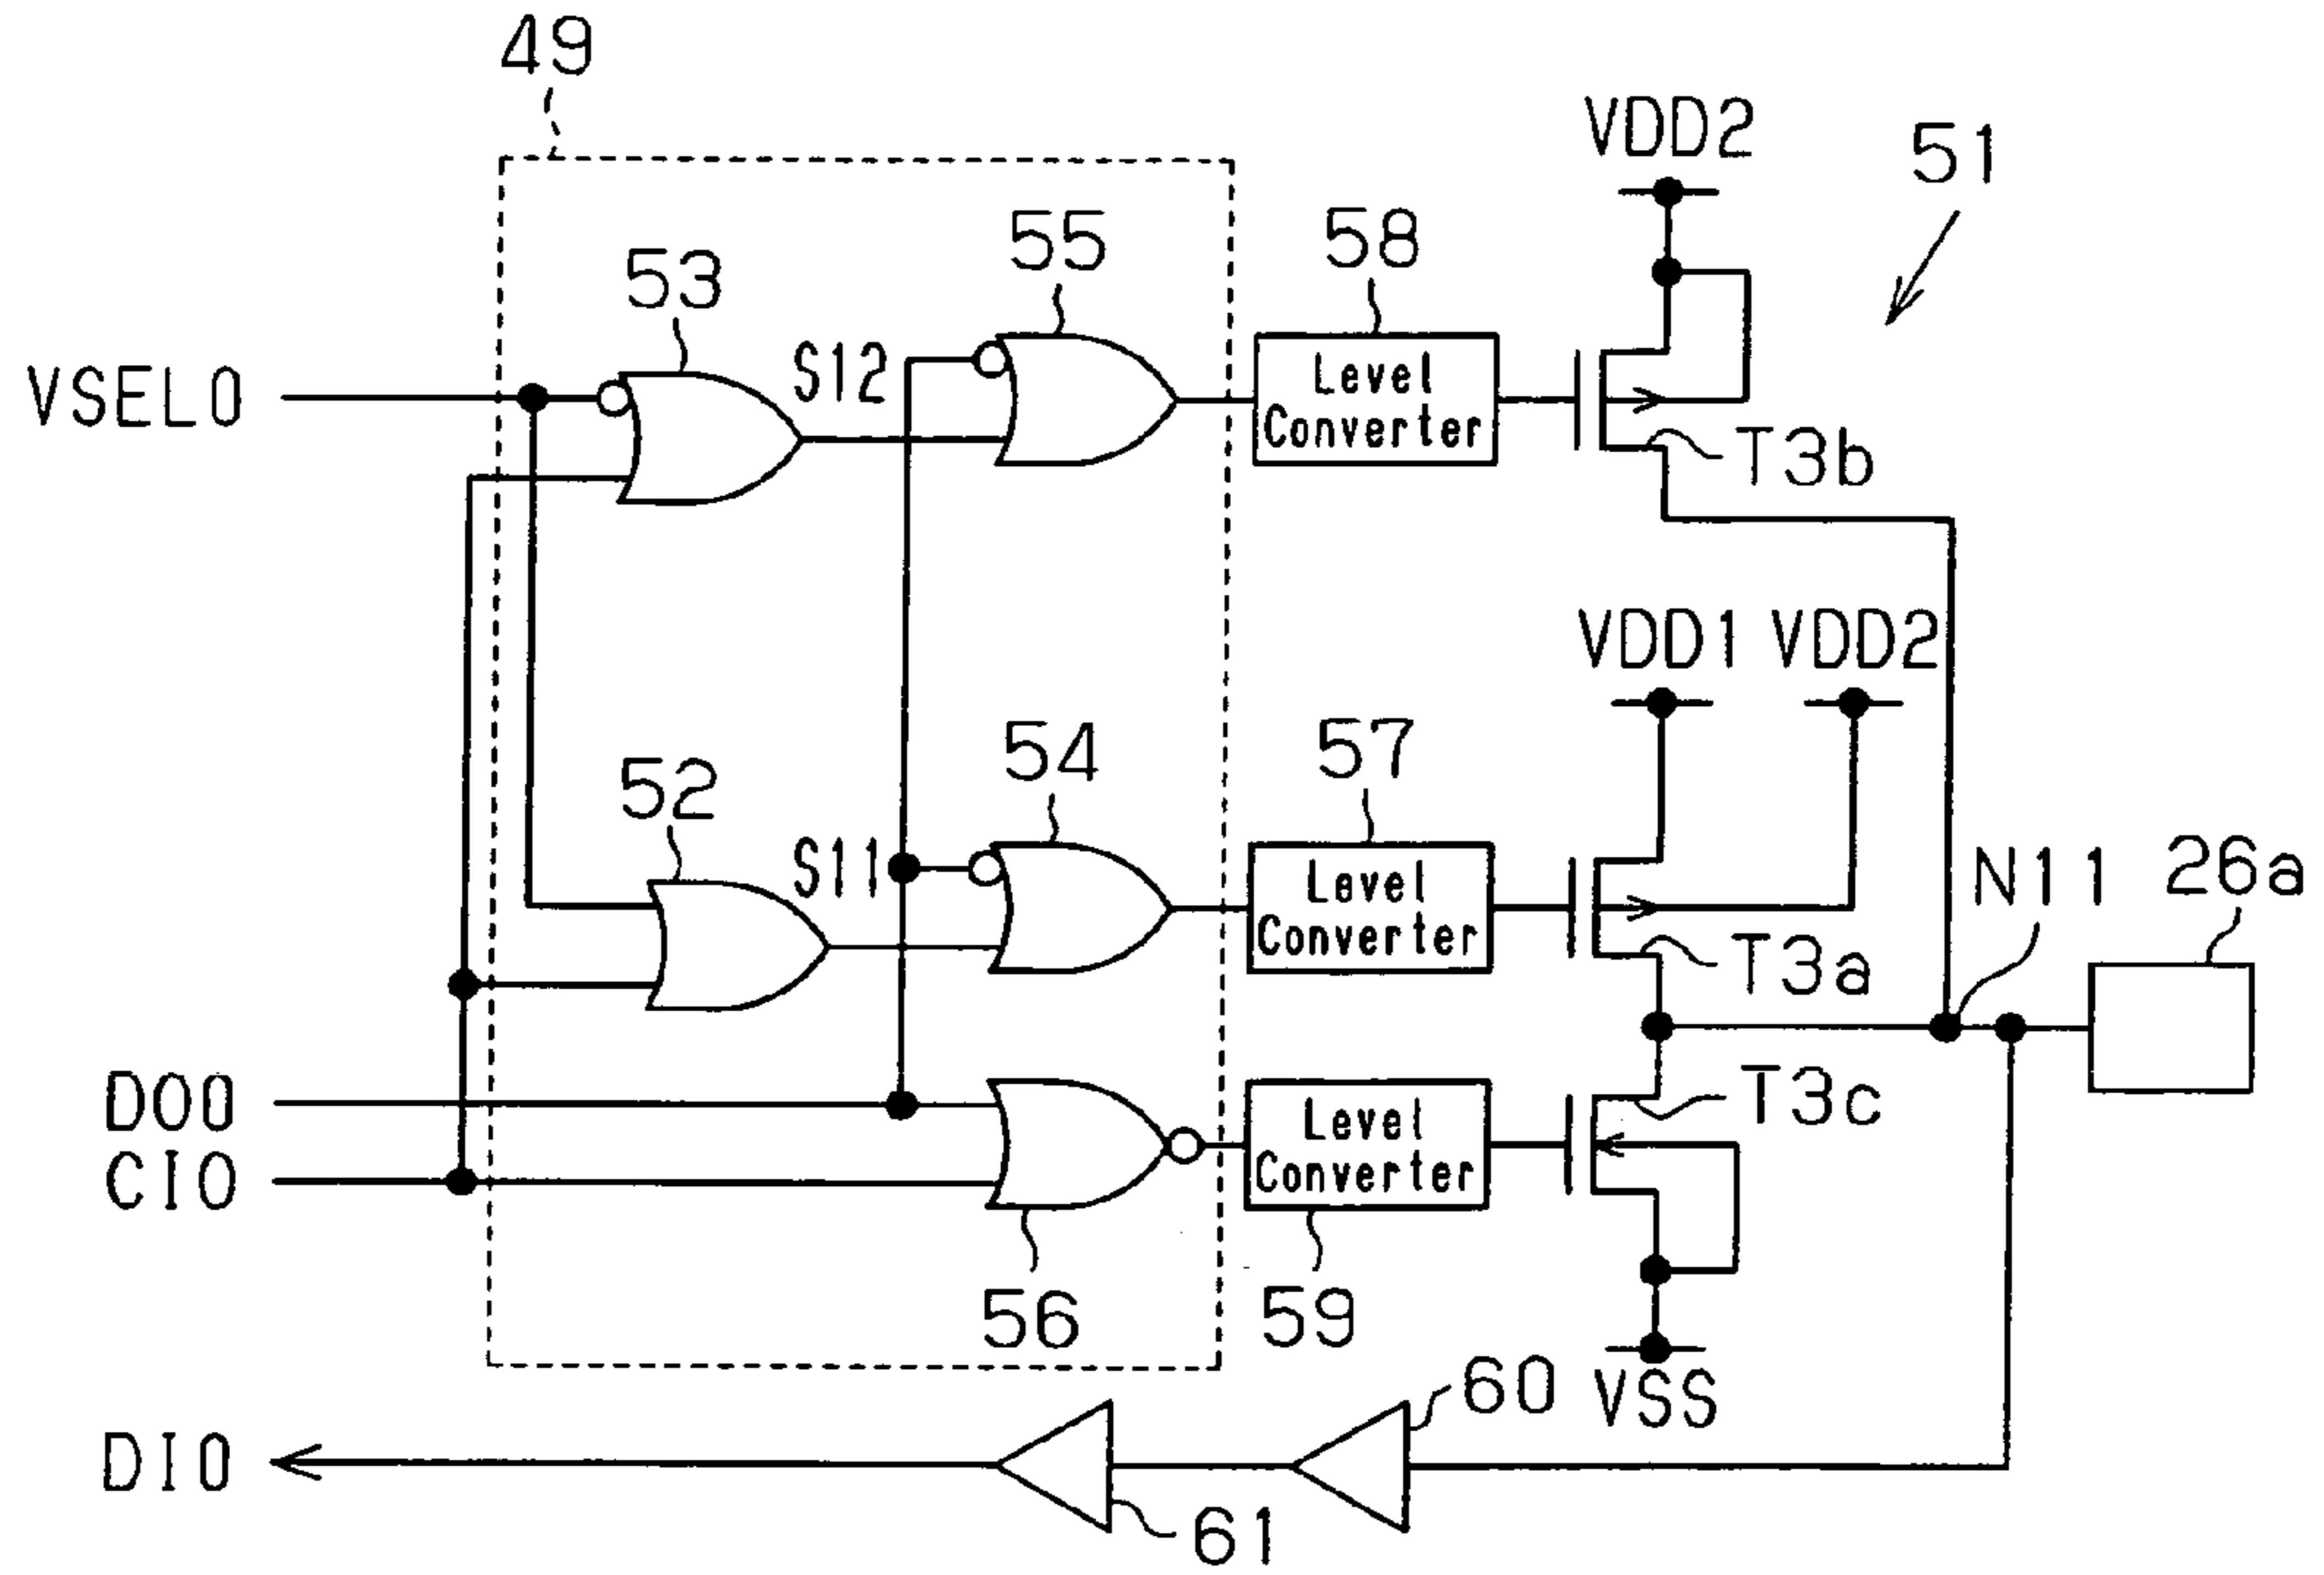 49
VDD2
51
55
58
53
S12
VSEL0
Level
Converter
T3b
VDD1 VDD2
54
57
52
S11
Level
Converter
N11
26a
T3a
DO0
Level
Converter
T3c
CI0
56
59
60
VSS
DI0
61